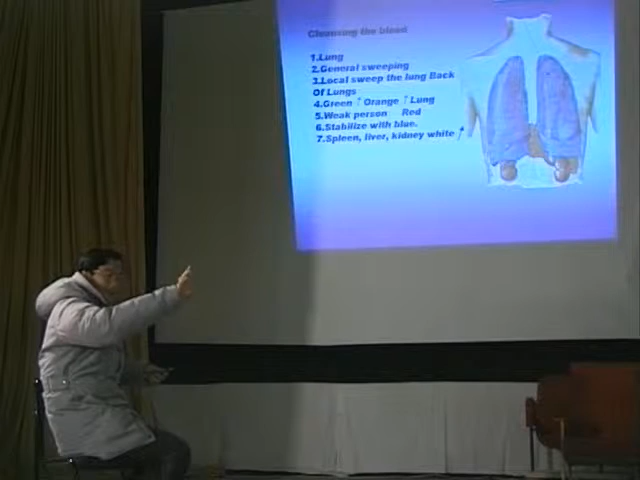 Cleansing the blood
1.Lung
2.General sweeping
3.Local sweep the lung Back
Of Lungs
4.Green ↑ Orange ↑ Lung
5.Weak person Red
6.Stabilize with blue.
7.Spleen, liver, kidney white ↑